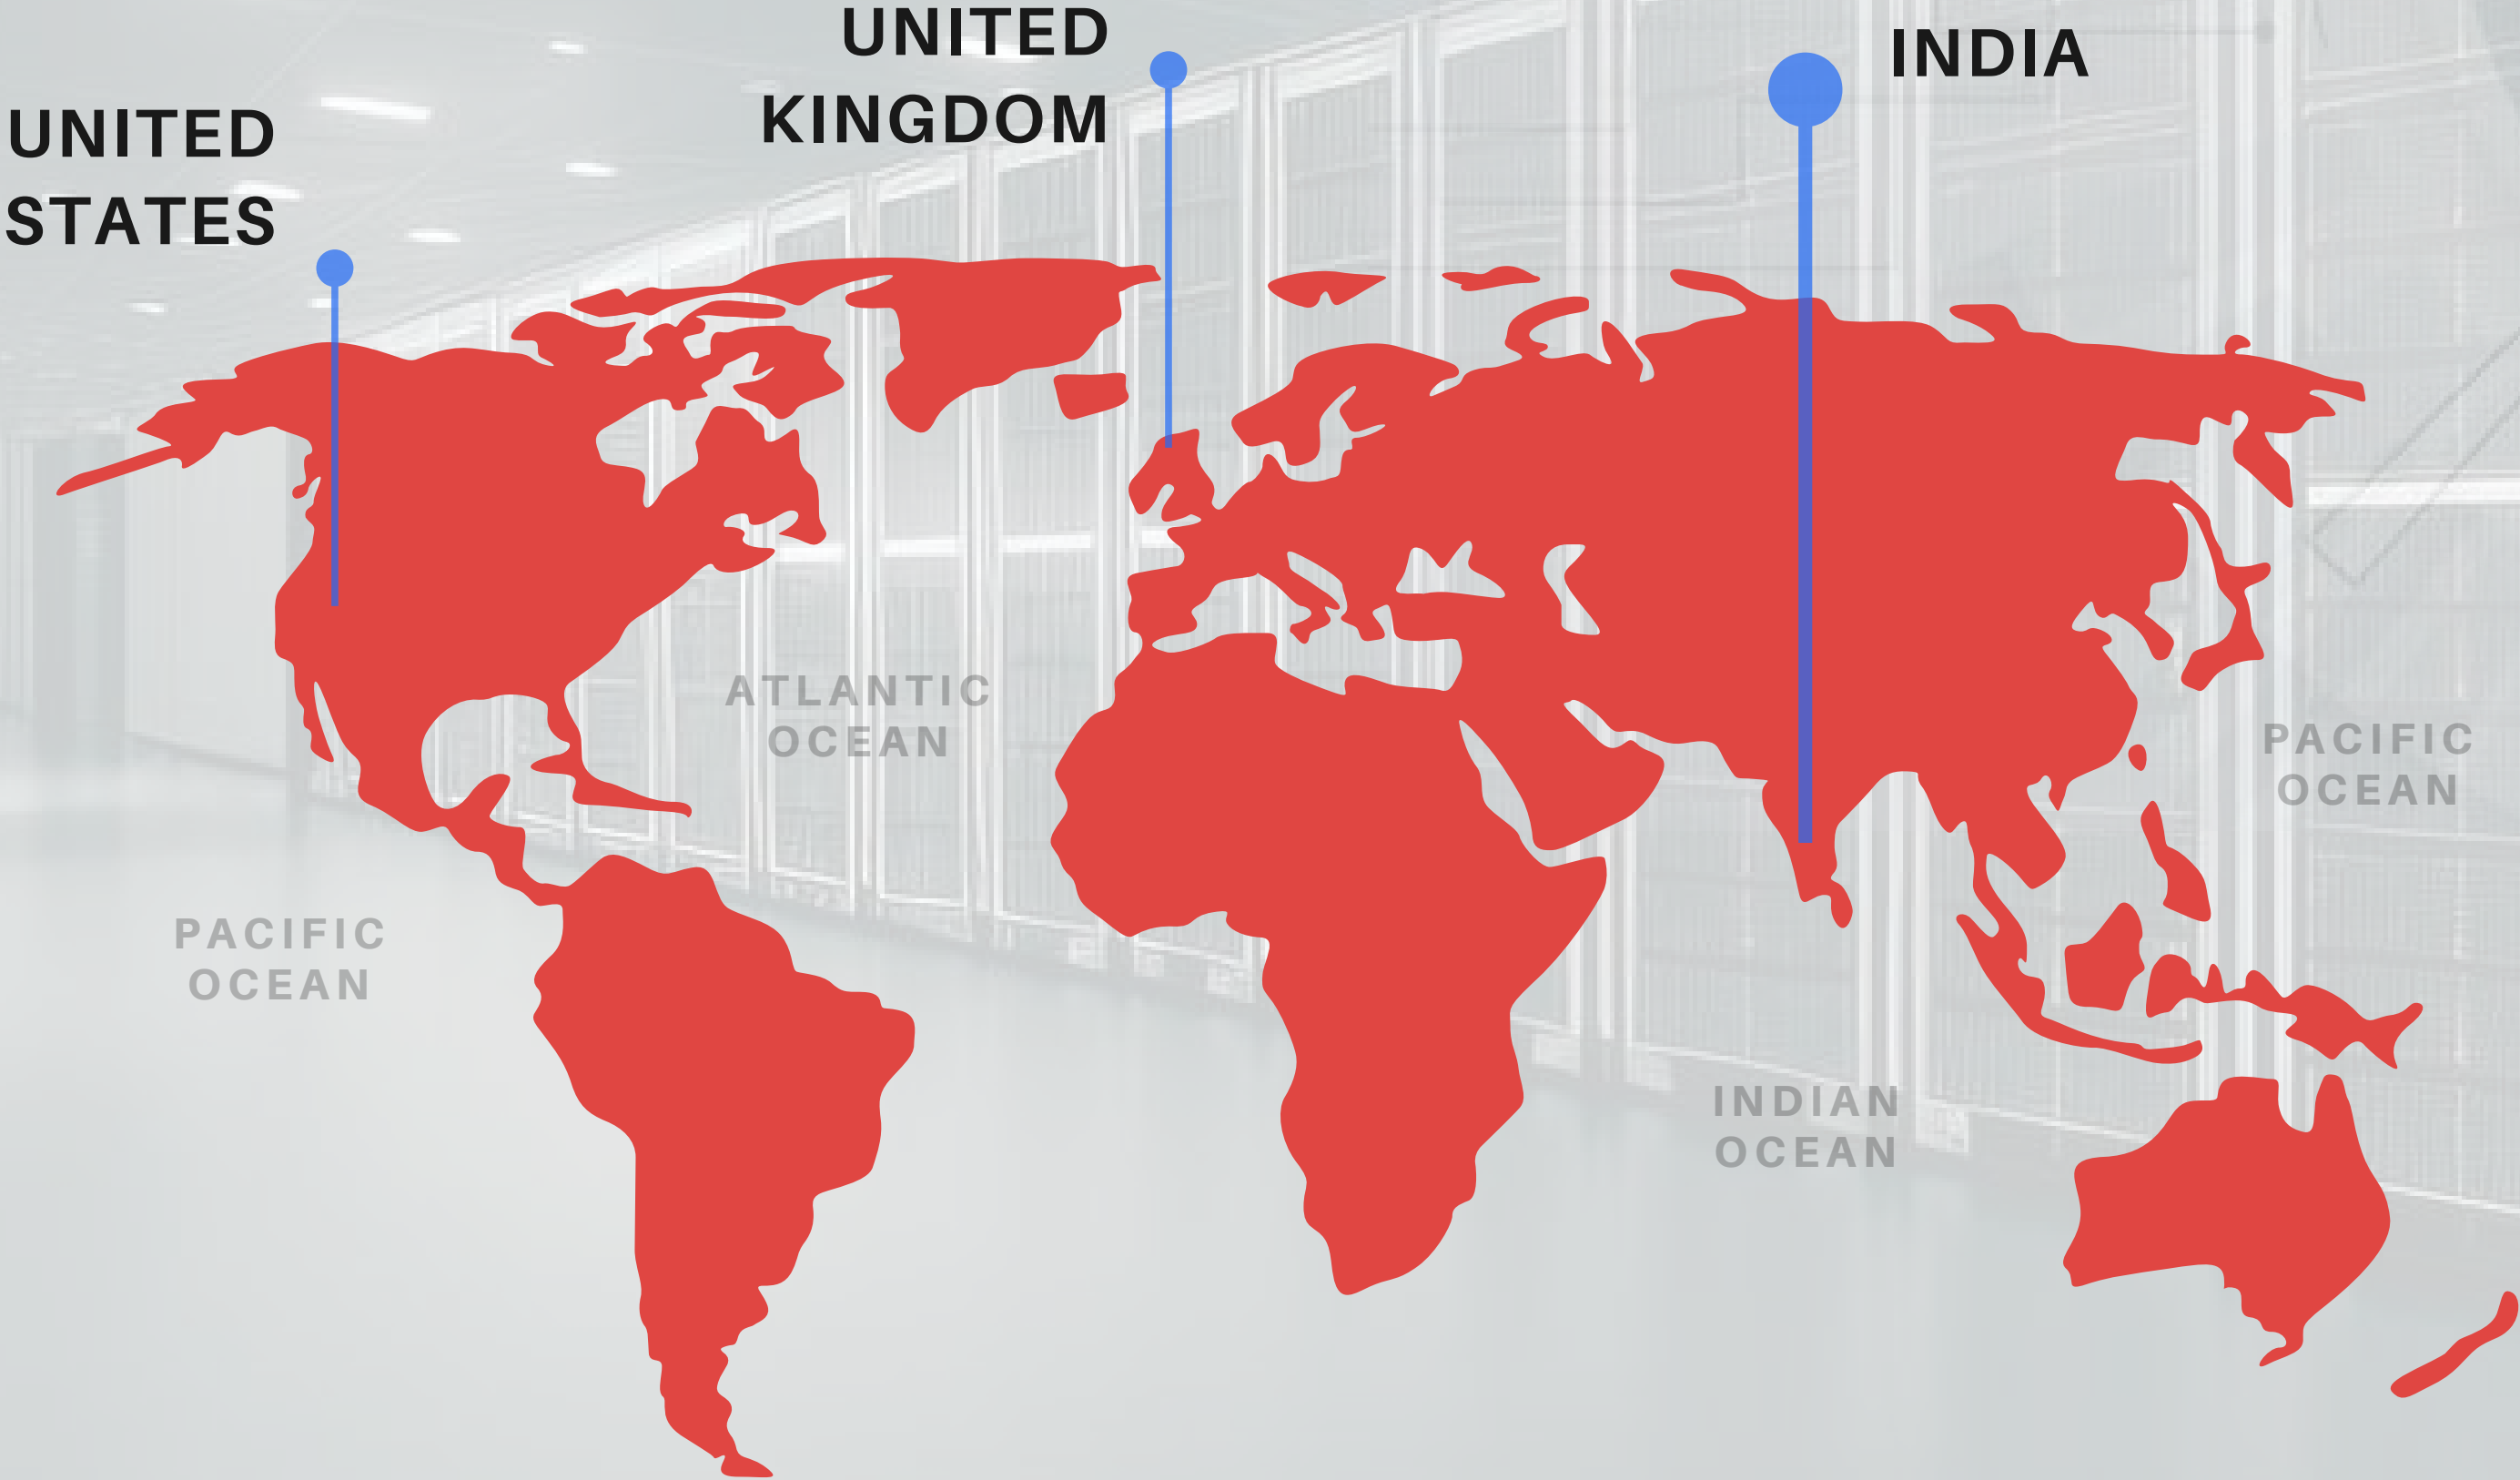 UNITED
KINGDOM
INDIA
UNITED
STATES
ATLANTIC
OCEAN
PACIFIC
OCEAN
PACIFIC
OCEAN
INDIAN
OCEAN